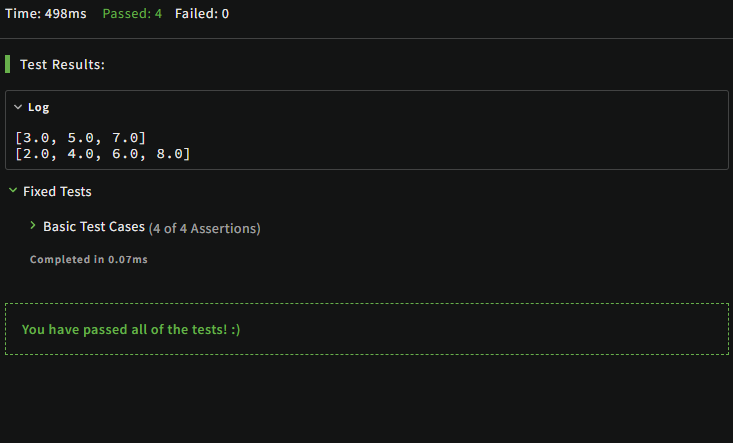 Time: 498ms Passed: 4 Failed: 0
Test Results:
Log
[3.0, 5.0, 7.0]
[2.0, 4.0, 6.0, 8.0]
Fixed Tests
Basic Test Cases (4 of 4 Assertions)
Completed in 0.07ms
You have passed all of the tests! :)